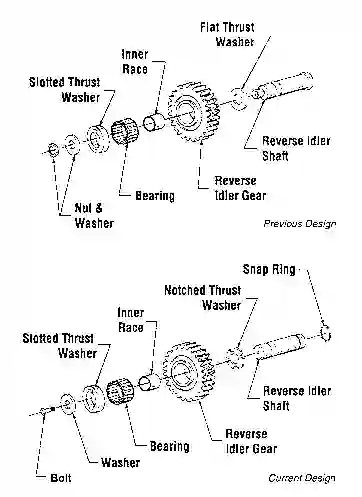 Flat Thrust
Washer
Inner
Race
Slotted Thrust
Washer
Reverse Idler
Shaft
Reverse
Idler Gear
Bearing
Nut &
Washer
Previous Design
Snap Ring
Notched Thrust
Washer
Inner
Race
Slotted Thrust
Washer
Reverse Idler
Shaft
Reverse
Idler Gear
Bearing
Washer
Bolt
Current Design